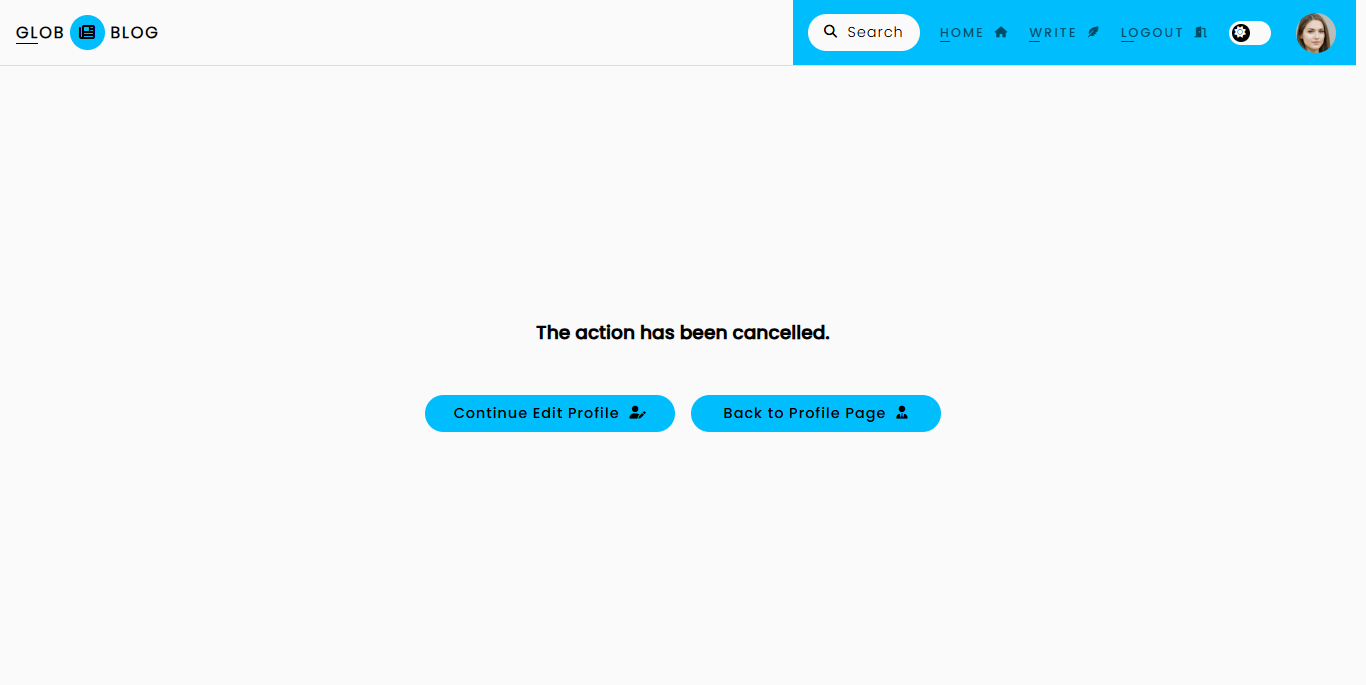 GLOB BLOG
Search HOME WRITE LOGOUT
The action has been cancelled.
Continue Edit Profile Back to Profile Page